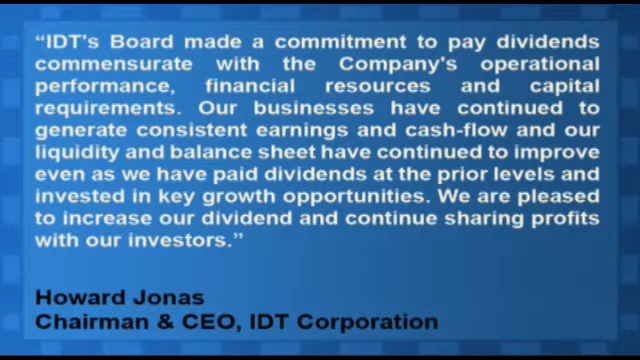 “IDT's Board made a commitment to pay dividends
commensurate with the Company's operational
performance, financial resources and capital
requirements. Our businesses have continued to
generate consistent earnings and cash-flow and our
liquidity and balance sheet have continued to improve
even as we have paid dividends at the prior levels and
invested in key growth opportunities. We are pleased
to increase our dividend and continue sharing profits
with our investors.”
Howard Jonas
Chairman & CEO, IDT Corporation